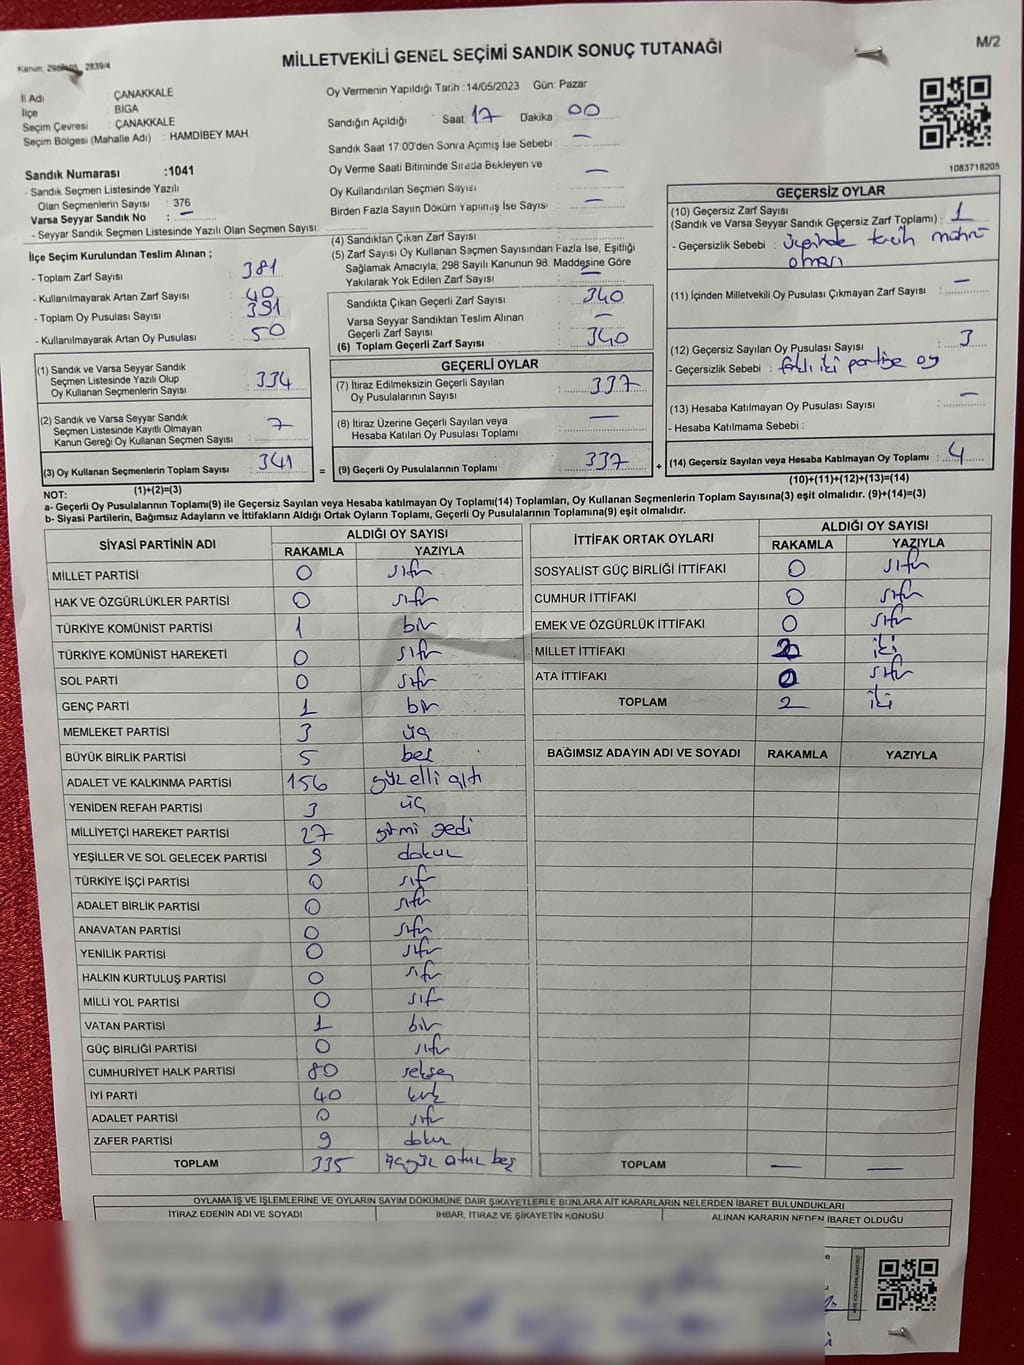 M/2
Kanun: 298/105, 2839/4
MİLLETVEKİLİ GENEL SEÇİMİ SANDIK SONUÇ TUTANAĞI
İl Adı : ÇANAKKALE
İlçe : BIGA
Seçim Çevresi : ÇANAKKALE
Seçim Bölgesi (Mahalle Adı) : HAMDİBEY MAH.
Sandık Numarası :1041
- Sandık Seçmen Listesinde Yazılı
Olan Seçmenlerin Sayısı : 376
Varsa Seyyar Sandık No : –
- Seyyar Sandık Seçmen Listesinde Yazılı Olan Seçmen Sayısı:
Oy Vermenin Yapıldığı Tarih :14/05/2023 Gün: Pazar
Sandığın Açıldığı Saat 17 Dakika 00
Sandık Saat 17:00'den Sonra Açımış İse Sebebi : –
Oy Verme Saati Bitiminde Sırada Bekleyen ve
Oy Kullandırılan Seçmen Sayısı : –
Birden Fazla Sayım Döküm Yapılmış İse Sayısı : –
1083718205
İlçe Seçim Kurulundan Teslim Alınan ;
- Toplam Zarf Sayısı : 381
- Kullanılmayarak Artan Zarf Sayısı : 40
- Toplam Oy Pusulası Sayısı : 391
- Kullanılmayarak Artan Oy Pusulası : 50
(1) Sandık ve Varsa Seyyar Sandık
Seçmen Listesinde Yazılı Olup
Oy Kullanan Seçmenlerin Sayısı : 334
(2) Sandık ve Varsa Seyyar Sandık
Seçmen Listesinde Kayıtlı Olmayan
Kanun Gereği Oy Kullanan Seçmen Sayısı : 7
(3) Oy Kullanan Seçmenlerin Toplam Sayısı : 341
(1)+(2)=(3)
(4) Sandıktan Çıkan Zarf Sayısı :
(5) Zarf Sayısı Oy Kullanan Seçmen Sayısından Fazla İse, Eşitliği
Sağlamak Amacıyla, 298 Sayılı Kanunun 98. Maddesine Göre
Yakılarak Yok Edilen Zarf Sayısı : –
Sandıkta Çıkan Geçerli Zarf Sayısı : 340
Varsa Seyyar Sandıktan Teslim Alınan
Geçerli Zarf Sayısı : –
(6) Toplam Geçerli Zarf Sayısı : 340
GEÇERLİ OYLAR
(7) İtiraz Edilmeksizin Geçerli Sayılan
Oy Pusulalarının Sayısı : 337
(8) İtiraz Üzerine Geçerli Sayılan veya
Hesaba Katılan Oy Pusulası Toplamı : –
= (9) Geçerli Oy Pusulalarının Toplamı : 337
GEÇERSİZ OYLAR
(10) Geçersiz Zarf Sayısı
(Sandık ve Varsa Seyyar Sandık Geçersiz Zarf Toplamı) : 1
- Geçersizlik Sebebi : üzerinde tercih mührü
olması
(11) İçinden Milletvekili Oy Pusulası Çıkmayan Zarf Sayısı : –
(12) Geçersiz Sayılan Oy Pusulası Sayısı : 3
- Geçersizlik Sebebi : farklı iki partiye oy
(13) Hesaba Katılmayan Oy Pusulası Sayısı : –
- Hesaba Katılmama Sebebi :
+ (14) Geçersiz Sayılan veya Hesaba Katılmayan Oy Toplamı : 4
(10)+(11)+(12)+(13)=(14)
NOT:
a- Geçerli Oy Pusulalarının Toplamı(9) ile Geçersiz Sayılan veya Hesaba katılmayan Oy Toplamı(14) Toplamları, Oy Kullanan Seçmenlerin Toplam Sayısına(3) eşit olmalıdır. (9)+(14)=(3)
b- Siyasi Partilerin, Bağımsız Adayların ve İttifakların Aldığı Ortak Oyların Toplamı, Geçerli Oy Pusulalarının Toplamına(9) eşit olmalıdır.
SİYASİ PARTİNİN ADI ALDIĞI OY SAYISI
RAKAMLA YAZIYLA
MİLLET PARTİSİ 0 sıfır
HAK VE ÖZGÜRLÜKLER PARTİSİ 0 sıfır
TÜRKİYE KOMÜNİST PARTİSİ 1 bir
TÜRKİYE KOMÜNİST HAREKETİ 0 sıfır
SOL PARTİ 0 sıfır
GENÇ PARTİ 1 bir
MEMLEKET PARTİSİ 3 üç
BÜYÜK BİRLİK PARTİSİ 5 beş
ADALET VE KALKINMA PARTİSİ 156 yüzelli altı
YENİDEN REFAH PARTİSİ 3 üç
MİLLİYETÇİ HAREKET PARTİSİ 27 yirmi yedi
YEŞİLLER VE SOL GELECEK PARTİSİ 9 dokuz
TÜRKİYE İŞÇİ PARTİSİ 0 sıfır
ADALET BİRLİK PARTİSİ 0 sıfır
ANAVATAN PARTİSİ 0 sıfır
YENİLİK PARTİSİ 0 sıfır
HALKIN KURTULUŞ PARTİSİ 0 sıfır
MİLLİ YOL PARTİSİ 0 sıfır
VATAN PARTİSİ 1 bir
GÜÇ BİRLİĞİ PARTİSİ 0 sıfır
CUMHURİYET HALK PARTİSİ 80 seksen
İYİ PARTİ 40 kırk
ADALET PARTİSİ 0 sıfır
ZAFER PARTİSİ 9 dokuz
TOPLAM 335 üçyüz otuz beş
İTTİFAK ORTAK OYLARI ALDIĞI OY SAYISI
RAKAMLA YAZIYLA
SOSYALİST GÜÇ BİRLİĞİ İTTİFAKI 0 sıfır
CUMHUR İTTİFAKI 0 sıfır
EMEK VE ÖZGÜRLÜK İTTİFAKI 0 sıfır
MİLLET İTTİFAKI 2 iki
ATA İTTİFAKI 0 sıfır
TOPLAM 2 iki
BAĞIMSIZ ADAYIN ADI VE SOYADI RAKAMLA YAZIYLA
TOPLAM – –
OYLAMA İŞ VE İŞLEMLERİNE VE OYLARIN SAYIM DÖKÜMÜNE DAİR ŞİKAYETLERLE BUNLARA AİT KARARLARIN NELERDEN İBARET BULUNDUKLARI
İTİRAZ EDENİN ADI VE SOYADI İHBAR, İTİRAZ VE ŞİKAYETİN KONUSU ALINAN KARARIN NEDEN İBARET OLDUĞU